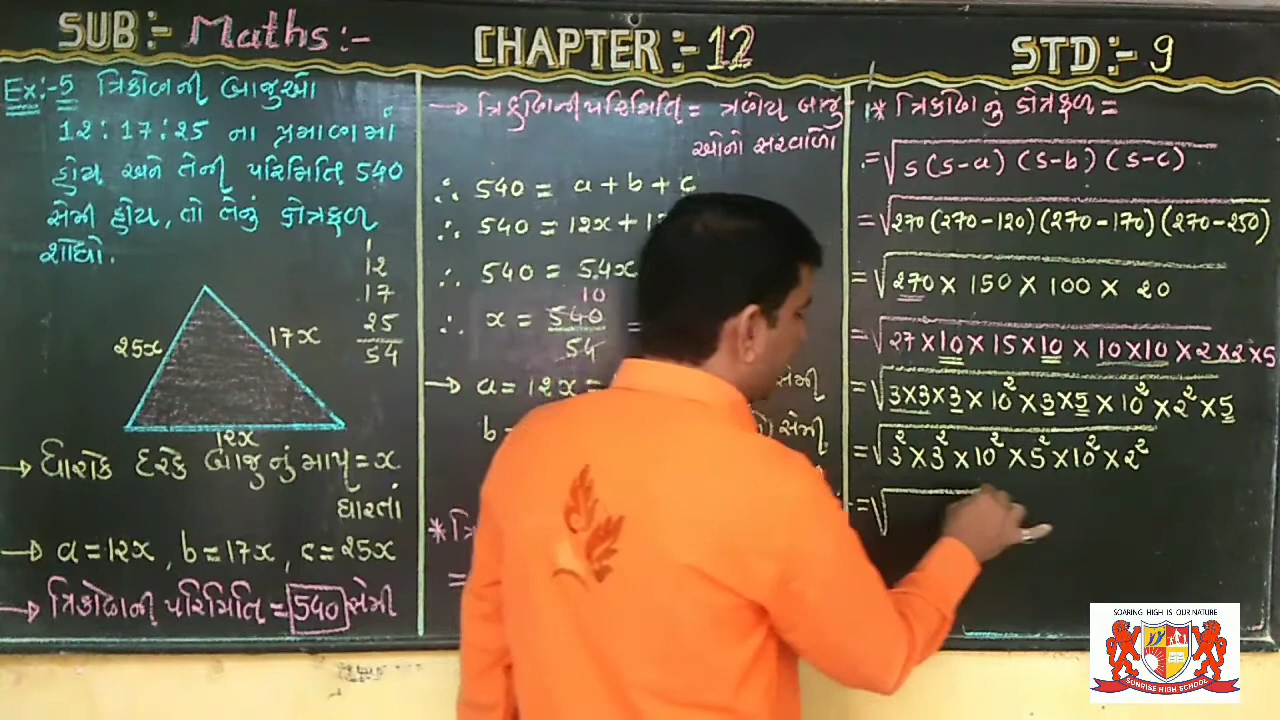 SUB:- Maths:-
CHAPTER:-12
STD:- 9
Ex:-5 ત્રિકોણની બાજુઓ
12:17:25 ના પ્રમાણમાં
હોય અને તેની પરિમિતિ 540
સેમી હોય, તો તેનું ક્ષેત્રફળ
શોધો.
1
12
17
25
54
25x
17x
12x
→ ધારોકે દરેક બાજુનું માપ = x
ધારતાં
→ a=12x, b=17x, c=25x
→ ત્રિકોણની પરિમિતિ = 540 સેમી
→ ત્રિકોણની પરિમિતિ = ત્રણેય બાજુ-
ઓનો સરવાળો
∴ 540 = a + b + c
∴ 540 = 12x + 1
∴ 540 = 54x
10
∴ x = 540 =
54
→ a = 12x = સેમી
b= ) સેમી
* ત્રિ
=
* ત્રિકોણનું ક્ષેત્રફળ =
= √s(s-a)(s-b)(s-c)
= √270(270-120)(270-170)(270-250)
= √270 × 150 × 100 × 20
= √27×10×15×10×10×10×2×2×5
= √3×3×3×10²×3×5×10²×2²×5
= √3²×3²×10²×5²×10²×2²
= √
SOARING HIGH IS OUR NATURE
SUNRISE HIGH SCHOOL